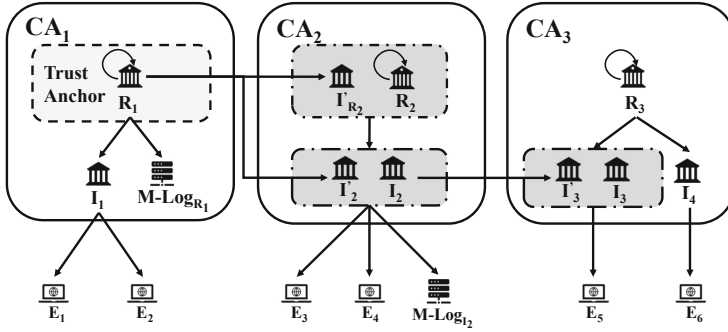 CA₁
CA₂
CA₃
Trust
Anchor
R₁
I'R₂
R₂
R₃
I₁
M-LogR₁
I'₂
I₂
I'₃
I₃
I₄
E₁
E₂
E₃
E₄
M-LogI₂
E₅
E₆